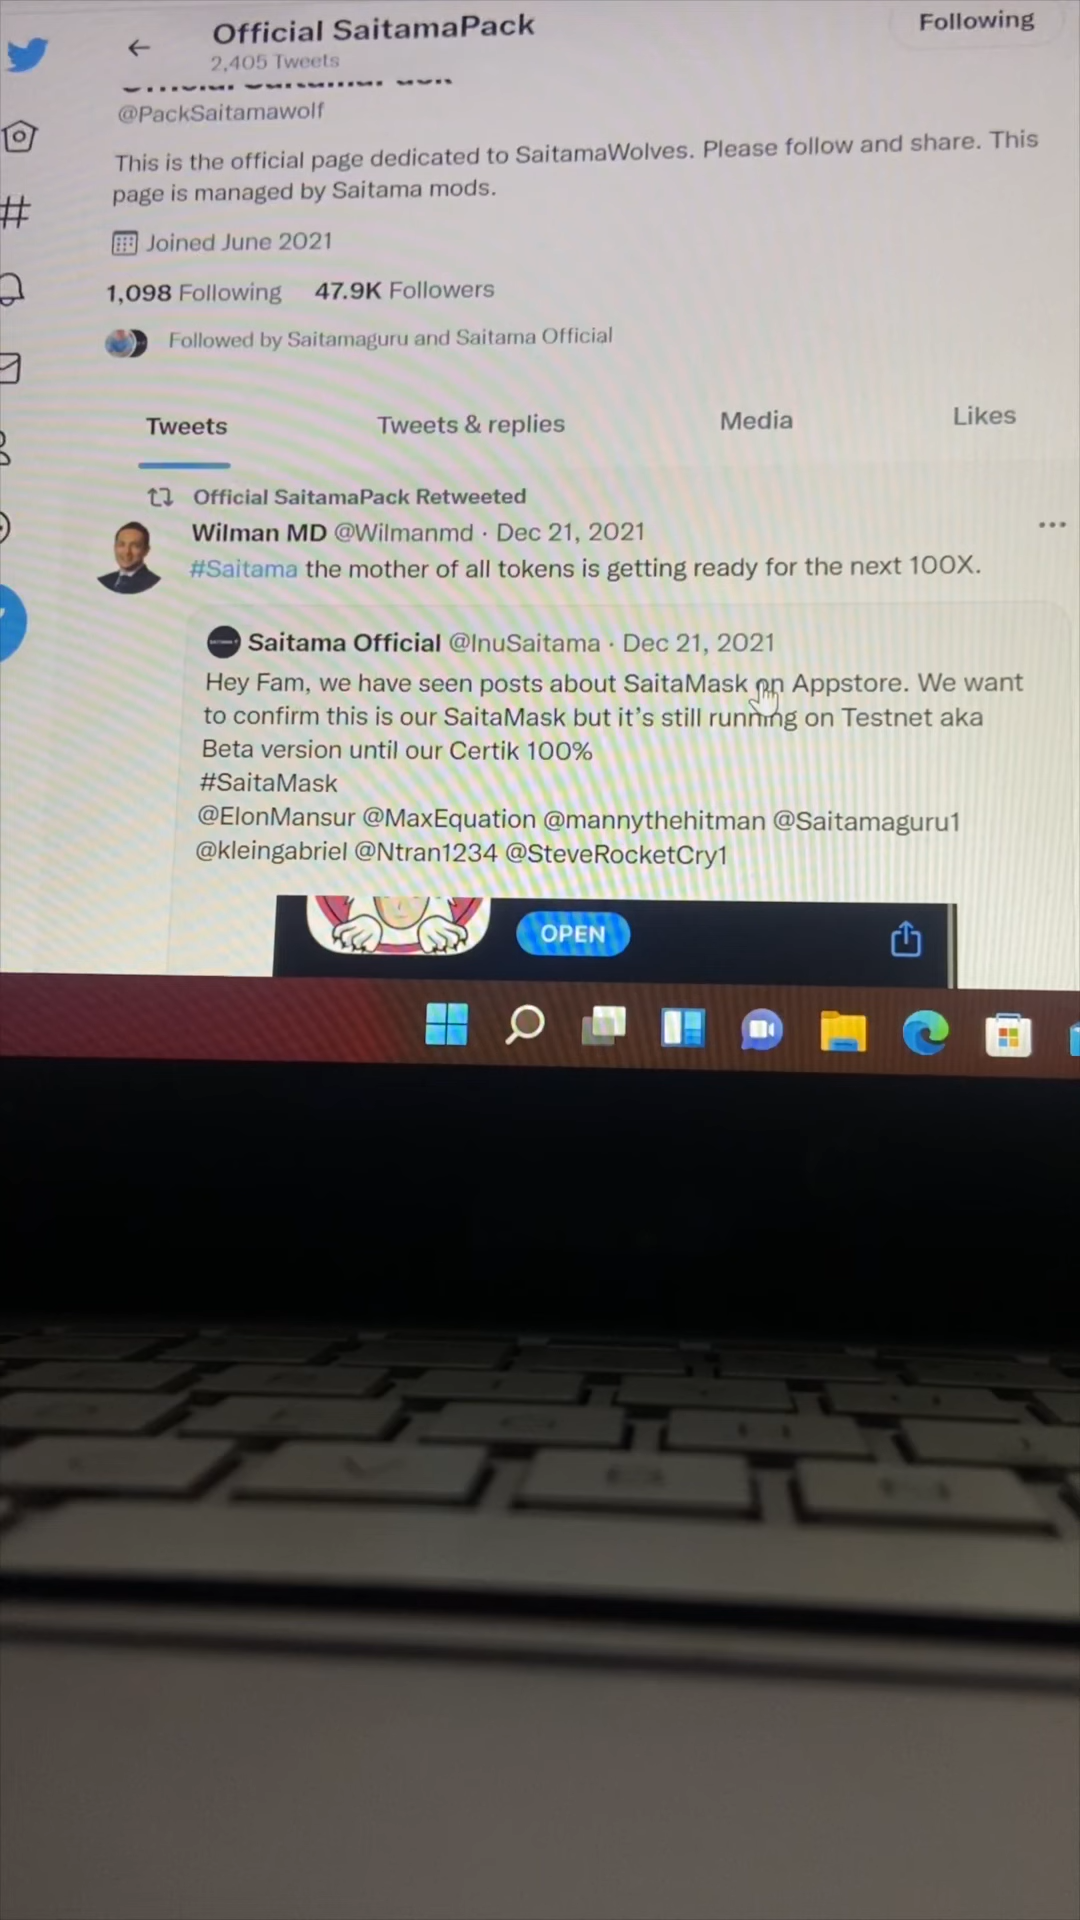 Official SaitamaPack
Following
2,405 Tweets
@PackSaitamawolf
This is the official page dedicated to SaitamaWolves. Please follow and share. This
page is managed by Saitama mods.
Joined June 2021
1,098 Following 47.9K Followers
Followed by Saitamaguru and Saitama Official
Tweets Tweets & replies Media Likes
Official SaitamaPack Retweeted
Wilman MD @Wilmanmd · Dec 21, 2021
#Saitama the mother of all tokens is getting ready for the next 100X.
Saitama Official @InuSaitama · Dec 21, 2021
Hey Fam, we have seen posts about SaitaMask on Appstore. We want
to confirm this is our SaitaMask but it's still running on Testnet aka
Beta version until our Certik 100%
#SaitaMask
@ElonMansur @MaxEquation @mannythehitman @Saitamaguru1
@kleingabriel @Ntran1234 @SteveRocketCry1
OPEN